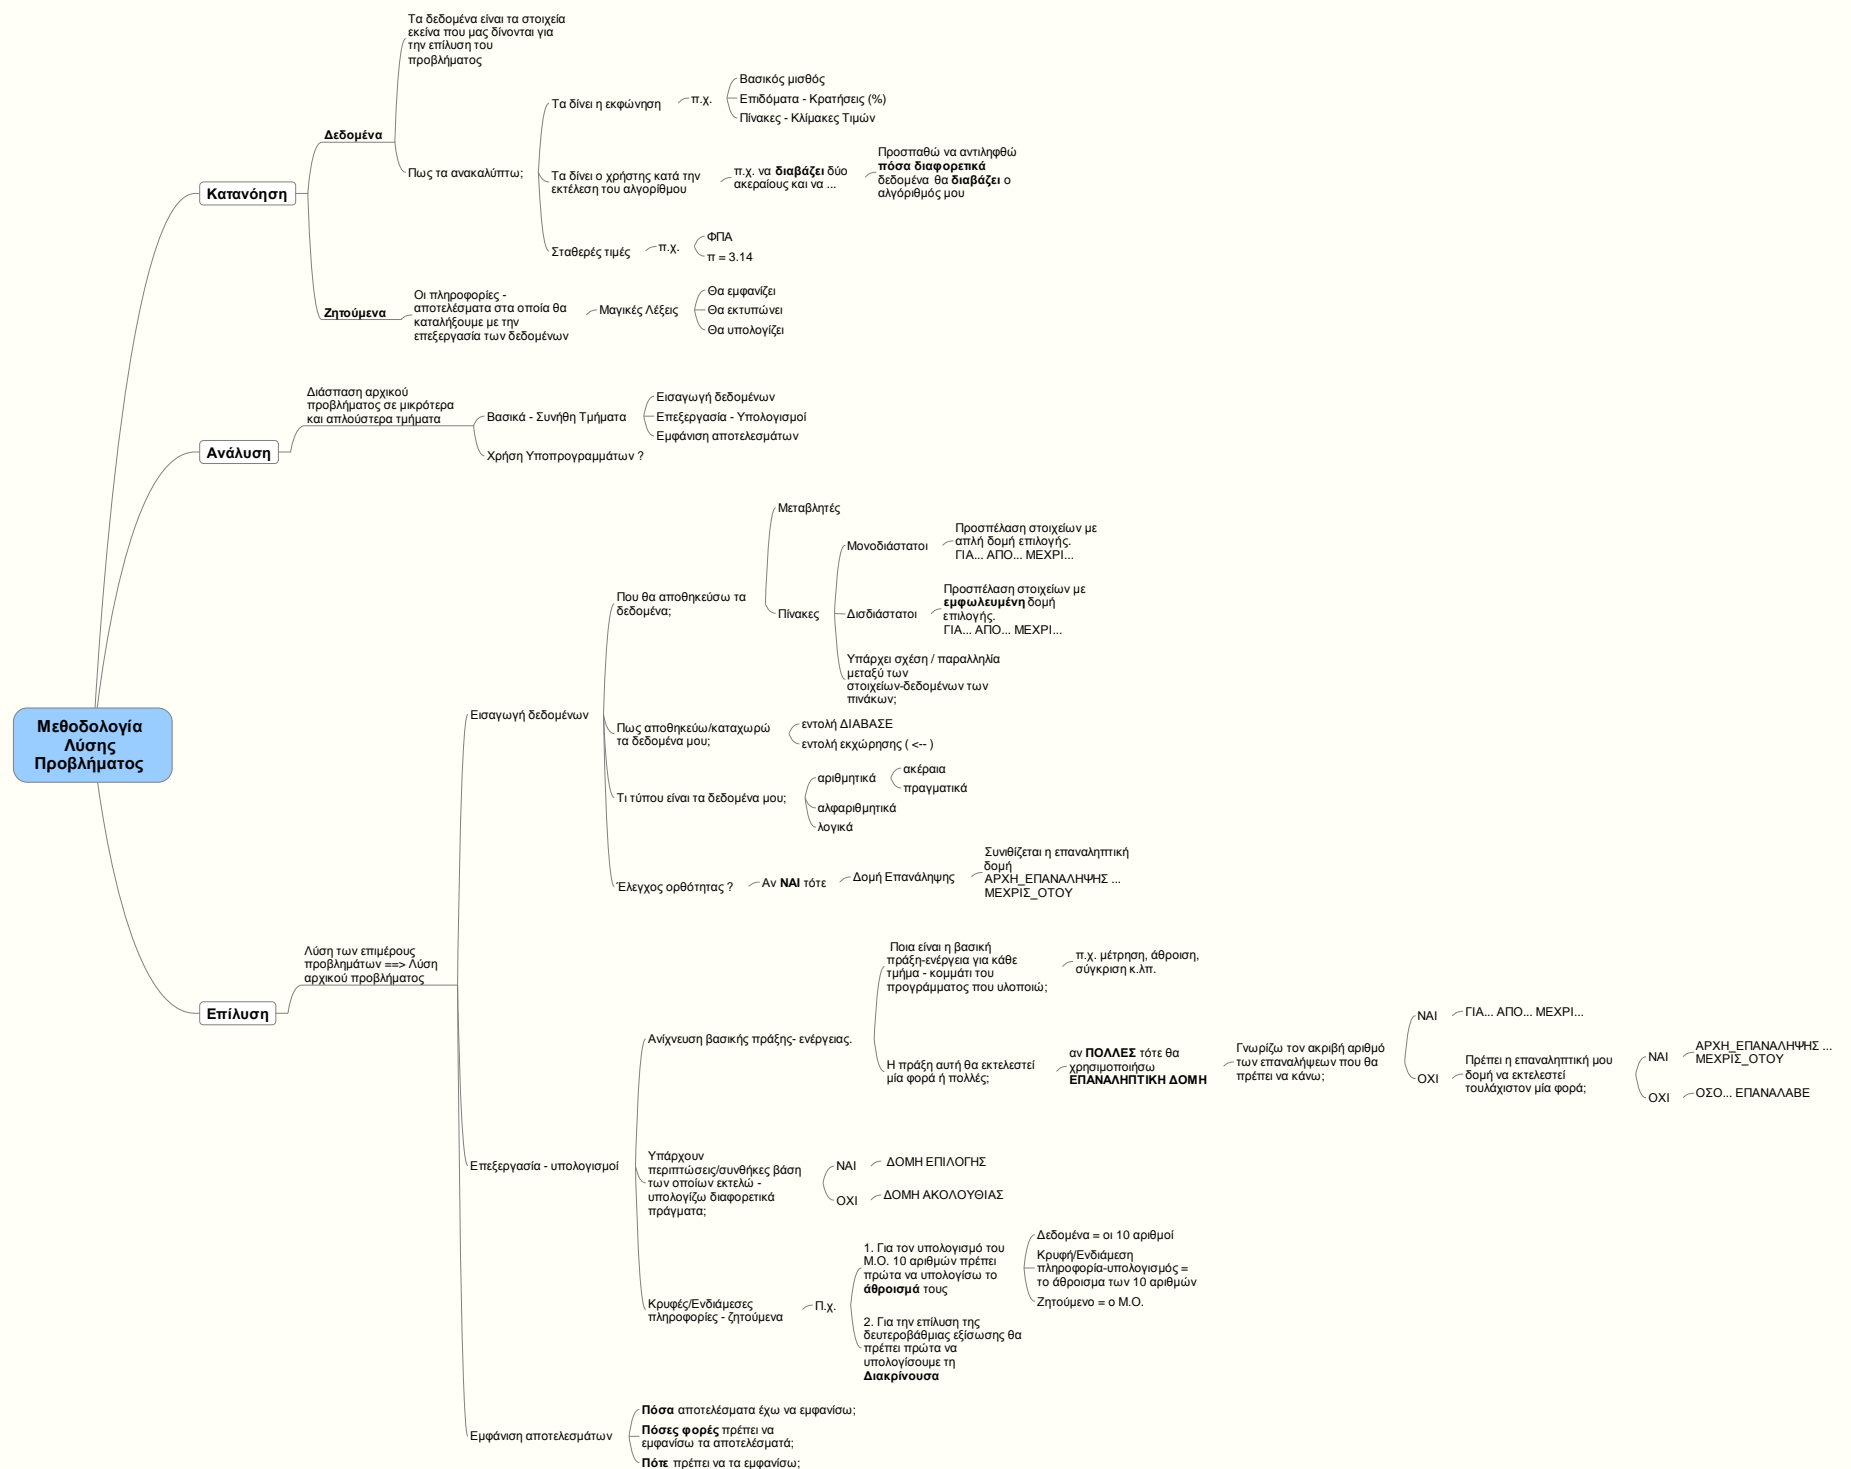 Τα δεδομένα είναι τα στοιχεία
εκείνα που μας δίνονται για
την επίλυση του
προβλήματος
Δεδομένα
Πως τα ανακαλύπτω;
Τα δίνει η εκφώνηση
π.χ.
Βασικός μισθός
Επιδόματα - Κρατήσεις (%)
Πίνακες - Κλίμακες Τιμών
Τα δίνει ο χρήστης κατά την
εκτέλεση του αλγορίθμου
π.χ. να διαβάζει δύο
ακεραίους και να ...
Προσπαθώ να αντιληφθώ
πόσα διαφορετικά
δεδομένα θα διαβάζει ο
αλγόριθμός μου
Σταθερές τιμές
π.χ.
ΦΠΑ
π = 3.14
Κατανόηση
Ζητούμενα
Οι πληροφορίες -
αποτελέσματα στα οποία θα
καταλήξουμε με την
επεξεργασία των δεδομένων
Μαγικές Λέξεις
Θα εμφανίζει
Θα εκτυπώνει
Θα υπολογίζει
Ανάλυση
Διάσπαση αρχικού
προβλήματος σε μικρότερα
και απλούστερα τμήματα
Βασικά - Συνήθη Τμήματα
Εισαγωγή δεδομένων
Επεξεργασία - Υπολογισμοί
Εμφάνιση αποτελεσμάτων
Χρήση Υποπρογραμμάτων ?
Μεθοδολογία
Λύσης
Προβλήματος
Επίλυση
Λύση των επιμέρους
προβλημάτων ==> Λύση
αρχικού προβλήματος
Εισαγωγή δεδομένων
Που θα αποθηκεύσω τα
δεδομένα;
Μεταβλητές
Πίνακες
Μονοδιάστατοι
Προσπέλαση στοιχείων με
απλή δομή επιλογής.
ΓΙΑ... ΑΠΟ... ΜΕΧΡΙ...
Δισδιάστατοι
Προσπέλαση στοιχείων με
εμφωλευμένη δομή
επιλογής.
ΓΙΑ... ΑΠΟ... ΜΕΧΡΙ...
Υπάρχει σχέση / παραλληλία
μεταξύ των
στοιχείων-δεδομένων των
πινάκων;
Πως αποθηκεύω/καταχωρώ
τα δεδομένα μου;
εντολή ΔΙΑΒΑΣΕ
εντολή εκχώρησης ( <-- )
Τι τύπου είναι τα δεδομένα μου;
αριθμητικά
ακέραια
πραγματικά
αλφαριθμητικά
λογικά
Έλεγχος ορθότητας ?
Αν ΝΑΙ τότε
Δομή Επανάληψης
Συνιθίζεται η επαναληπτική
δομή
ΑΡΧΗ_ΕΠΑΝΑΛΗΨΗΣ ...
ΜΕΧΡΙΣ_ΟΤΟΥ
Επεξεργασία - υπολογισμοί
Ανίχνευση βασικής πράξης- ενέργειας.
Ποια είναι η βασική
πράξη-ενέργεια για κάθε
τμήμα - κομμάτι του
προγράμματος που υλοποιώ;
π.χ. μέτρηση, άθροιση,
σύγκριση κ.λπ.
Η πράξη αυτή θα εκτελεστεί
μία φορά ή πολλές;
αν ΠΟΛΛΕΣ τότε θα
χρησιμοποιήσω
ΕΠΑΝΑΛΗΠΤΙΚΗ ΔΟΜΗ
Γνωρίζω τον ακριβή αριθμό
των επαναλήψεων που θα
πρέπει να κάνω;
ΝΑΙ
ΓΙΑ... ΑΠΟ... ΜΕΧΡΙ...
ΟΧΙ
Πρέπει η επαναληπτική μου
δομή να εκτελεστεί
τουλάχιστον μία φορά;
ΝΑΙ
ΑΡΧΗ_ΕΠΑΝΑΛΗΨΗΣ ...
ΜΕΧΡΙΣ_ΟΤΟΥ
ΟΧΙ
ΟΣΟ... ΕΠΑΝΑΛΑΒΕ
Υπάρχουν
περιπτώσεις/συνθήκες βάση
των οποίων εκτελώ -
υπολογίζω διαφορετικά
πράγματα;
ΝΑΙ
ΔΟΜΗ ΕΠΙΛΟΓΗΣ
ΟΧΙ
ΔΟΜΗ ΑΚΟΛΟΥΘΙΑΣ
Κρυφές/Ενδιάμεσες
πληροφορίες - ζητούμενα
Π.χ.
1. Για τον υπολογισμό του
Μ.Ο. 10 αριθμών πρέπει
πρώτα να υπολογίσω το
άθροισμά τους
Δεδομένα = οι 10 αριθμοί
Κρυφή/Ενδιάμεση
πληροφορία-υπολογισμός =
το άθροισμα των 10 αριθμών
Ζητούμενο = ο Μ.Ο.
2. Για την επίλυση της
δευτεροβάθμιας εξίσωσης θα
πρέπει πρώτα να
υπολογίσουμε τη
Διακρίνουσα
Εμφάνιση αποτελεσμάτων
Πόσα αποτελέσματα έχω να εμφανίσω;
Πόσες φορές πρέπει να
εμφανίσω τα αποτελέσματά;
Πότε πρέπει να τα εμφανίσω;